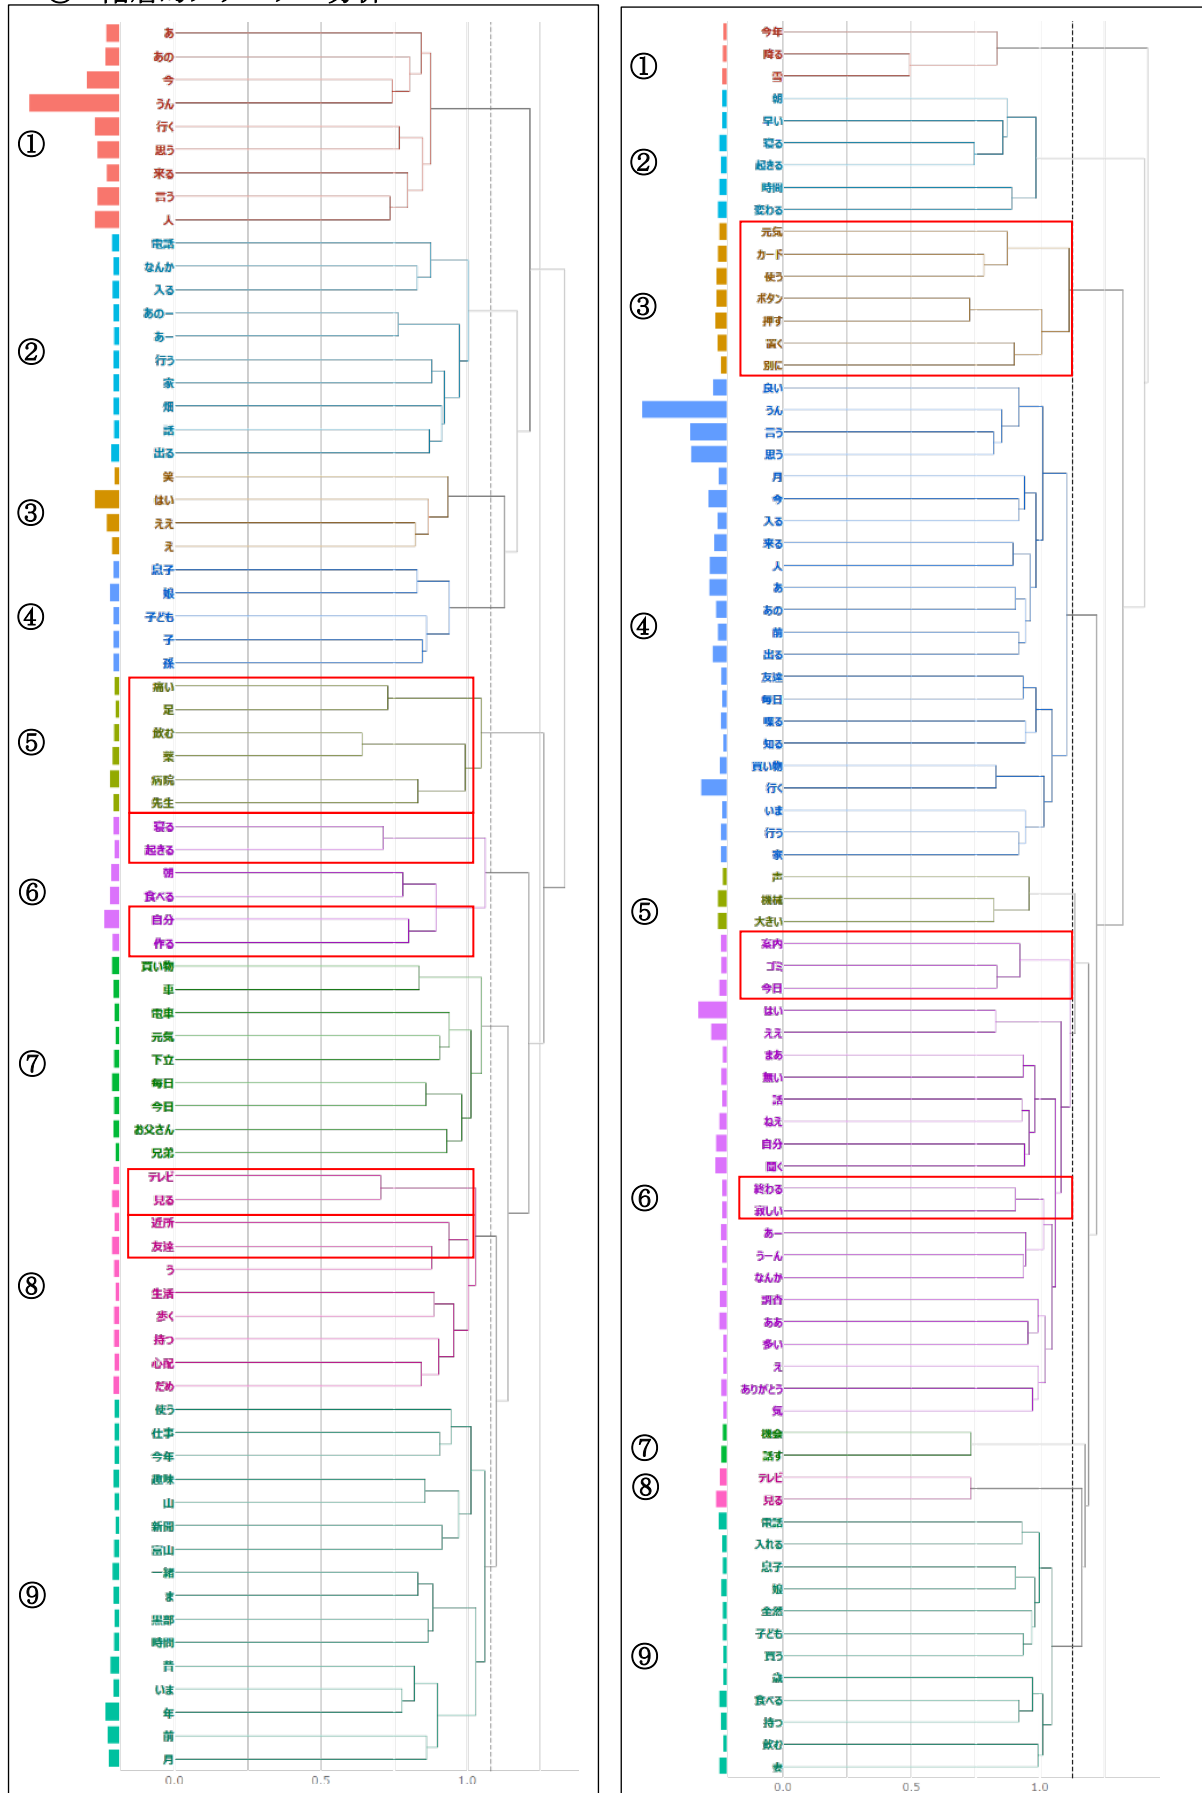 ①
あ
あの
今
うん
行く
思う
来る
言う
人
②
電話
なんか
入る
あのー
あー
行う
家
畑
話
出る
③
笑
はい
ええ
え
④
息子
娘
子ども
子
孫
⑤
痛い
足
飲む
薬
病院
先生
⑥
寝る
起きる
朝
食べる
自分
作る
⑦
買い物
車
電車
元気
下立
毎日
今日
お父さん
兄弟
⑧
テレビ
見る
近所
友達
う
生活
歩く
持つ
心配
だめ
⑨
使う
仕事
今年
趣味
山
新聞
富山
一緒
ま
黒部
時間
昔
いま
年
前
月
0.0 0.5 1.0
①
今年
降る
雪
②
朝
早い
寝る
起きる
時間
変わる
③
元気
カード
使う
ボタン
押す
置く
別に
④
良い
うん
言う
思う
月
今
入る
来る
人
あ
あの
前
出る
友達
毎日
喋る
知る
買い物
行く
いま
行う
家
⑤
声
機械
大きい
⑥
案内
ゴミ
今日
はい
ええ
まあ
無い
話
ねえ
自分
聞く
終わる
寂しい
あー
うーん
なんか
調査
ああ
多い
え
ありがとう
気
⑦
機会
話す
⑧
テレビ
見る
⑨
電話
入れる
息子
娘
全然
子ども
買う
歳
食べる
持つ
飲む
妻
0.0 0.5 1.0